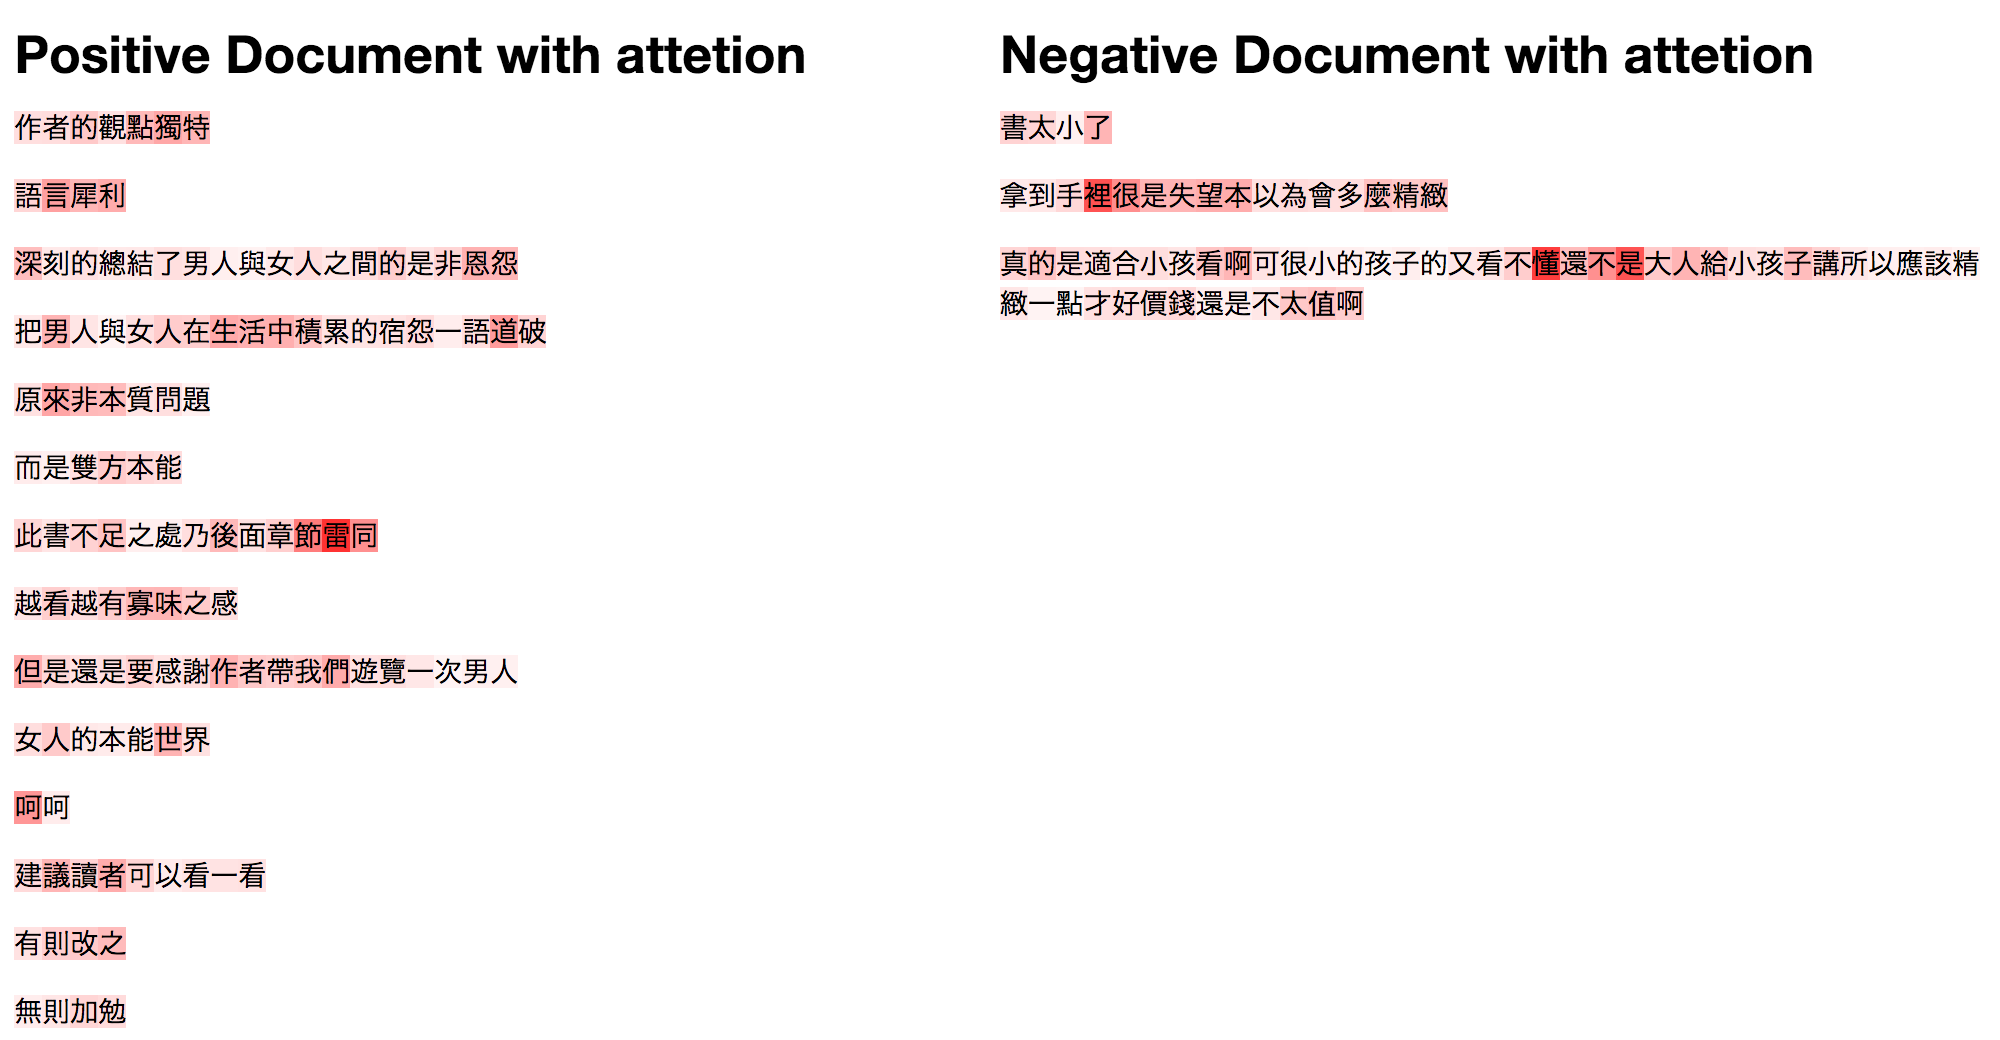 Positive Document with attetion
作者的觀點獨特
語言犀利
深刻的總結了男人與女人之間的是非恩怨
把男人與女人在生活中積累的宿怨一語道破
原來非本質問題
而是雙方本能
此書不足之處乃後面章節雷同
越看越有寡味之感
但是還是要感謝作者帶我們遊覽一次男人
女人的本能世界
呵呵
建議讀者可以看一看
有則改之
無則加勉
Negative Document with attetion
書太小了
拿到手裡很是失望本以為會多麼精緻
真的是適合小孩看啊可很小的孩子的又看不懂還不是大人給小孩子講所以應該精
緻一點才好價錢還是不太值啊